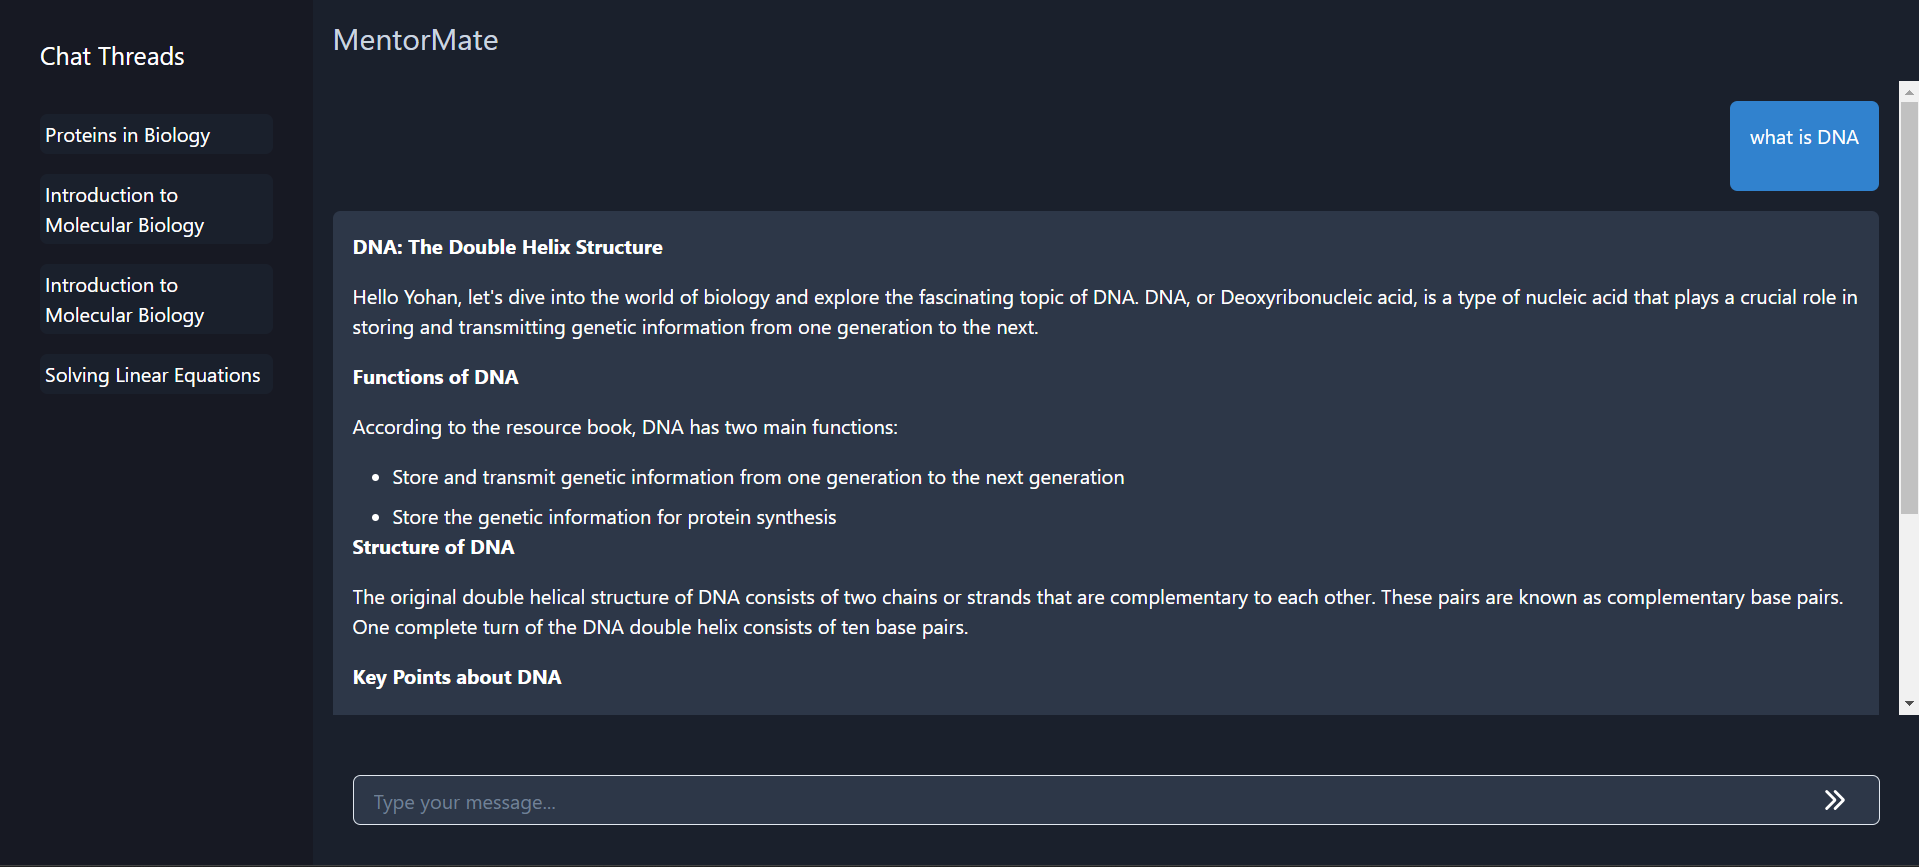 Chat Threads
Proteins in Biology
Introduction to
Molecular Biology
Introduction to
Molecular Biology
Solving Linear Equations
MentorMate
what is DNA
DNA: The Double Helix Structure
Hello Yohan, let's dive into the world of biology and explore the fascinating topic of DNA. DNA, or Deoxyribonucleic acid, is a type of nucleic acid that plays a crucial role in
storing and transmitting genetic information from one generation to the next.
Functions of DNA
According to the resource book, DNA has two main functions:
• Store and transmit genetic information from one generation to the next generation
• Store the genetic information for protein synthesis
Structure of DNA
The original double helical structure of DNA consists of two chains or strands that are complementary to each other. These pairs are known as complementary base pairs.
One complete turn of the DNA double helix consists of ten base pairs.
Key Points about DNA
Type your message...